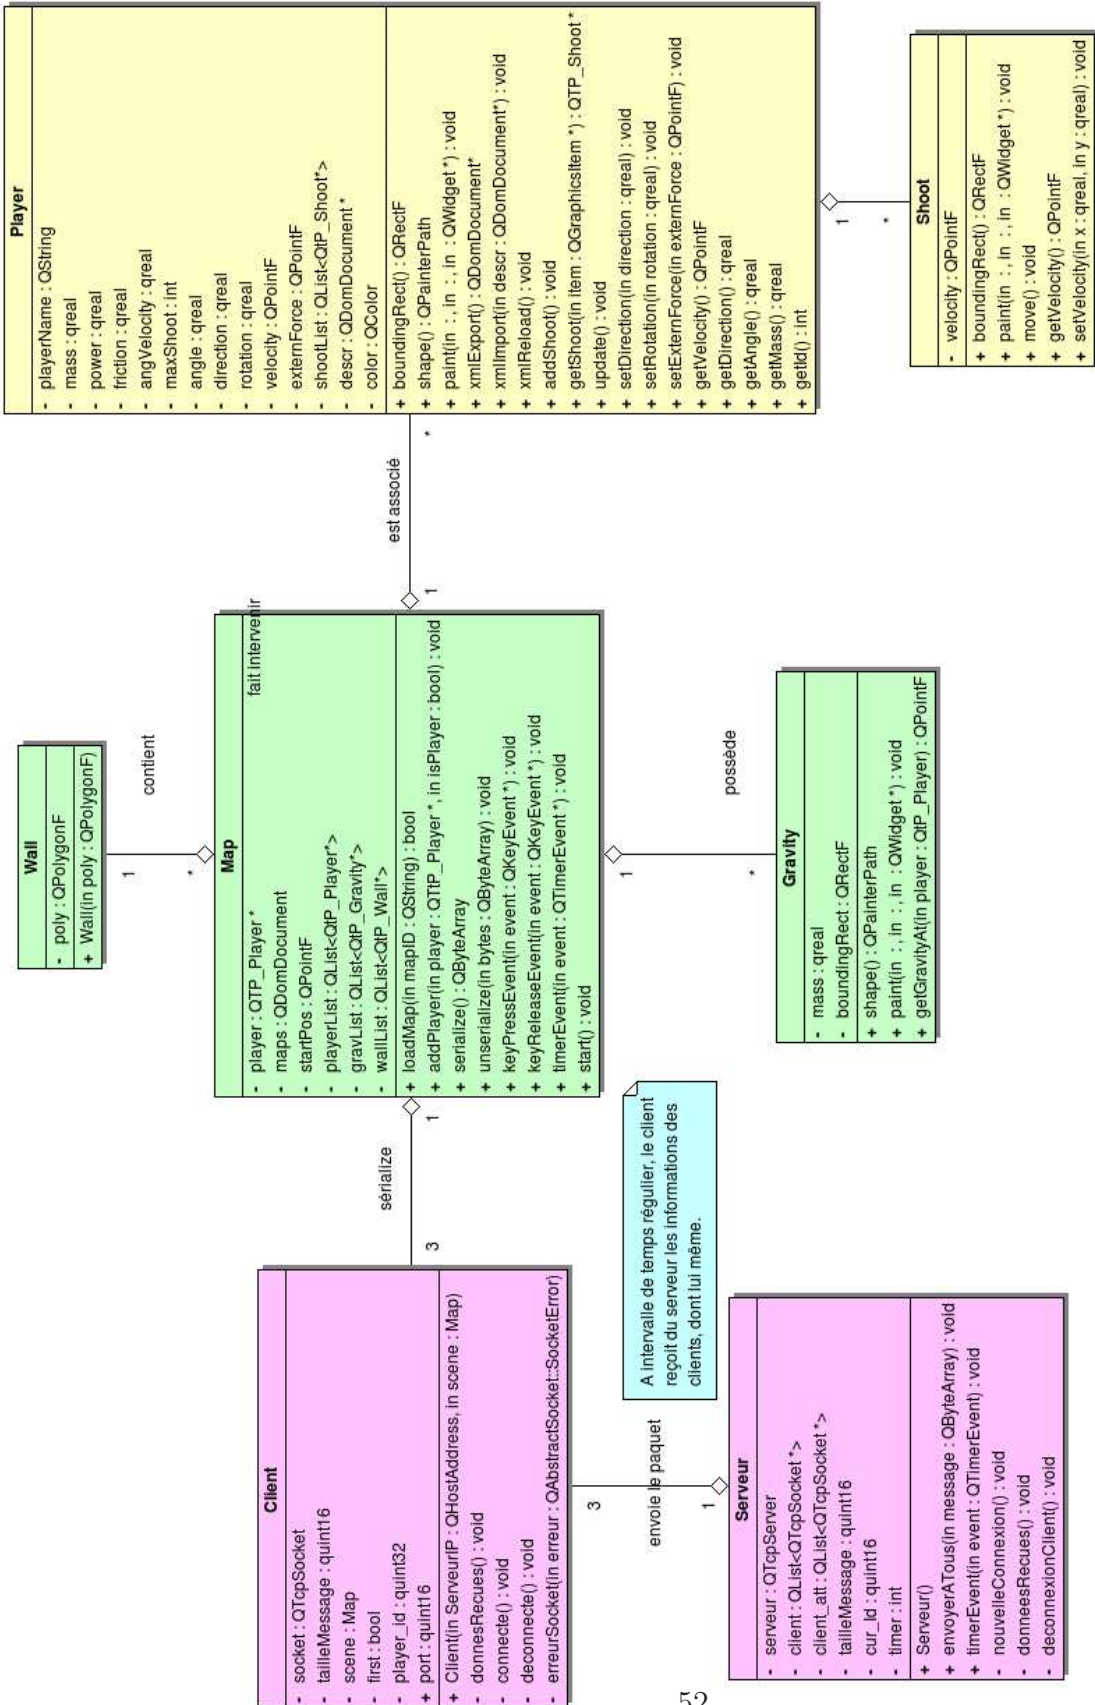 Player
- playerName : QString
- mass : qreal
- power : qreal
- friction : qreal
- angVelocity : qreal
- maxShoot : int
- angle : qreal
- direction : qreal
- rotation : qreal
- velocity : QPointF
- externForce : QPointF
- shootList : QList<QtP_Shoot*>
- descr : QDomDocument *
- color : QColor
+ boundingRect() : QRectF
+ shape() : QPainterPath
+ paint(in : , in : , in : QWidget *) : void
+ xmlExport() : QDomDocument*
+ xmlImport(in descr : QDomDocument*) : void
+ xmlReload() : void
+ addShoot() : void
+ getShoot(in item : QGraphicsItem *) : QTP_Shoot *
+ update() : void
+ setDirection(in direction : qreal) : void
+ setRotation(in rotation : qreal) : void
+ setExternForce(in externForce : QPointF) : void
+ getVelocity() : QPointF
+ getDirection() : qreal
+ getAngle() : qreal
+ getMass() : qreal
+ getId() : int
1
*
Shoot
- velocity : QPointF
+ boundingRect() : QRectF
+ paint(in : , in : , in : QWidget *) : void
+ move() : void
+ getVelocity() : QPointF
+ setVelocity(in x : qreal, in y : qreal) : void
est associé
*
1
Wall
- poly : QPolygonF
+ Wall(in poly : QPolygonF)
contient
1
*
Map
fait intervenir
- player : QTP_Player *
- maps : QDomDocument
- startPos : QPointF
- playerList : QList<QtP_Player*>
- gravList : QList<QtP_Gravity*>
- wallList : QList<QtP_Wall*>
+ loadMap(in mapID : QString) : bool
+ addPlayer(in player : QTtP_Player *, in isPlayer : bool) : void
+ serialize() : QByteArray
+ unserialize(in bytes : QByteArray) : void
+ keyPressEvent(in event : QKeyEvent *) : void
+ keyReleaseEvent(in event : QKeyEvent *) : void
+ timerEvent(in event : QTimerEvent *) : void
+ start() : void
possède
1
*
Gravity
- mass : qreal
- boundingRect : QRectF
+ shape() : QPainterPath
+ paint(in : , in : , in : QWidget *) : void
+ getGravityAt(in player : QtP_Player) : QPointF
sérialize
3
1
Client
- socket : QTcpSocket
- tailleMessage : quint16
- scene : Map
- first : bool
- player_id : quint32
+ port : quint16
+ Client(in ServeurIP : QHostAddress, in scene : Map)
- donnesRecues() : void
- connecte() : void
- deconnecte() : void
- erreurSocket(in erreur : QAbstractSocket::SocketError)
A intervalle de temps régulier, le client
reçoit du serveur les informations des
clients, dont lui même.
envoie le paquet
3
1
Serveur
- serveur : QTcpServer
- client : QList<QTcpSocket *>
- client_att : QList<QTcpSocket *>
- tailleMessage : quint16
- cur_Id : quint16
- timer : int
+ Serveur()
+ envoyerATous(in message : QByteArray) : void
+ timerEvent(in event : QTimerEvent) : void
- nouvelleConnexion() : void
- donneesRecues() : void
- deconnexionClient() : void
52